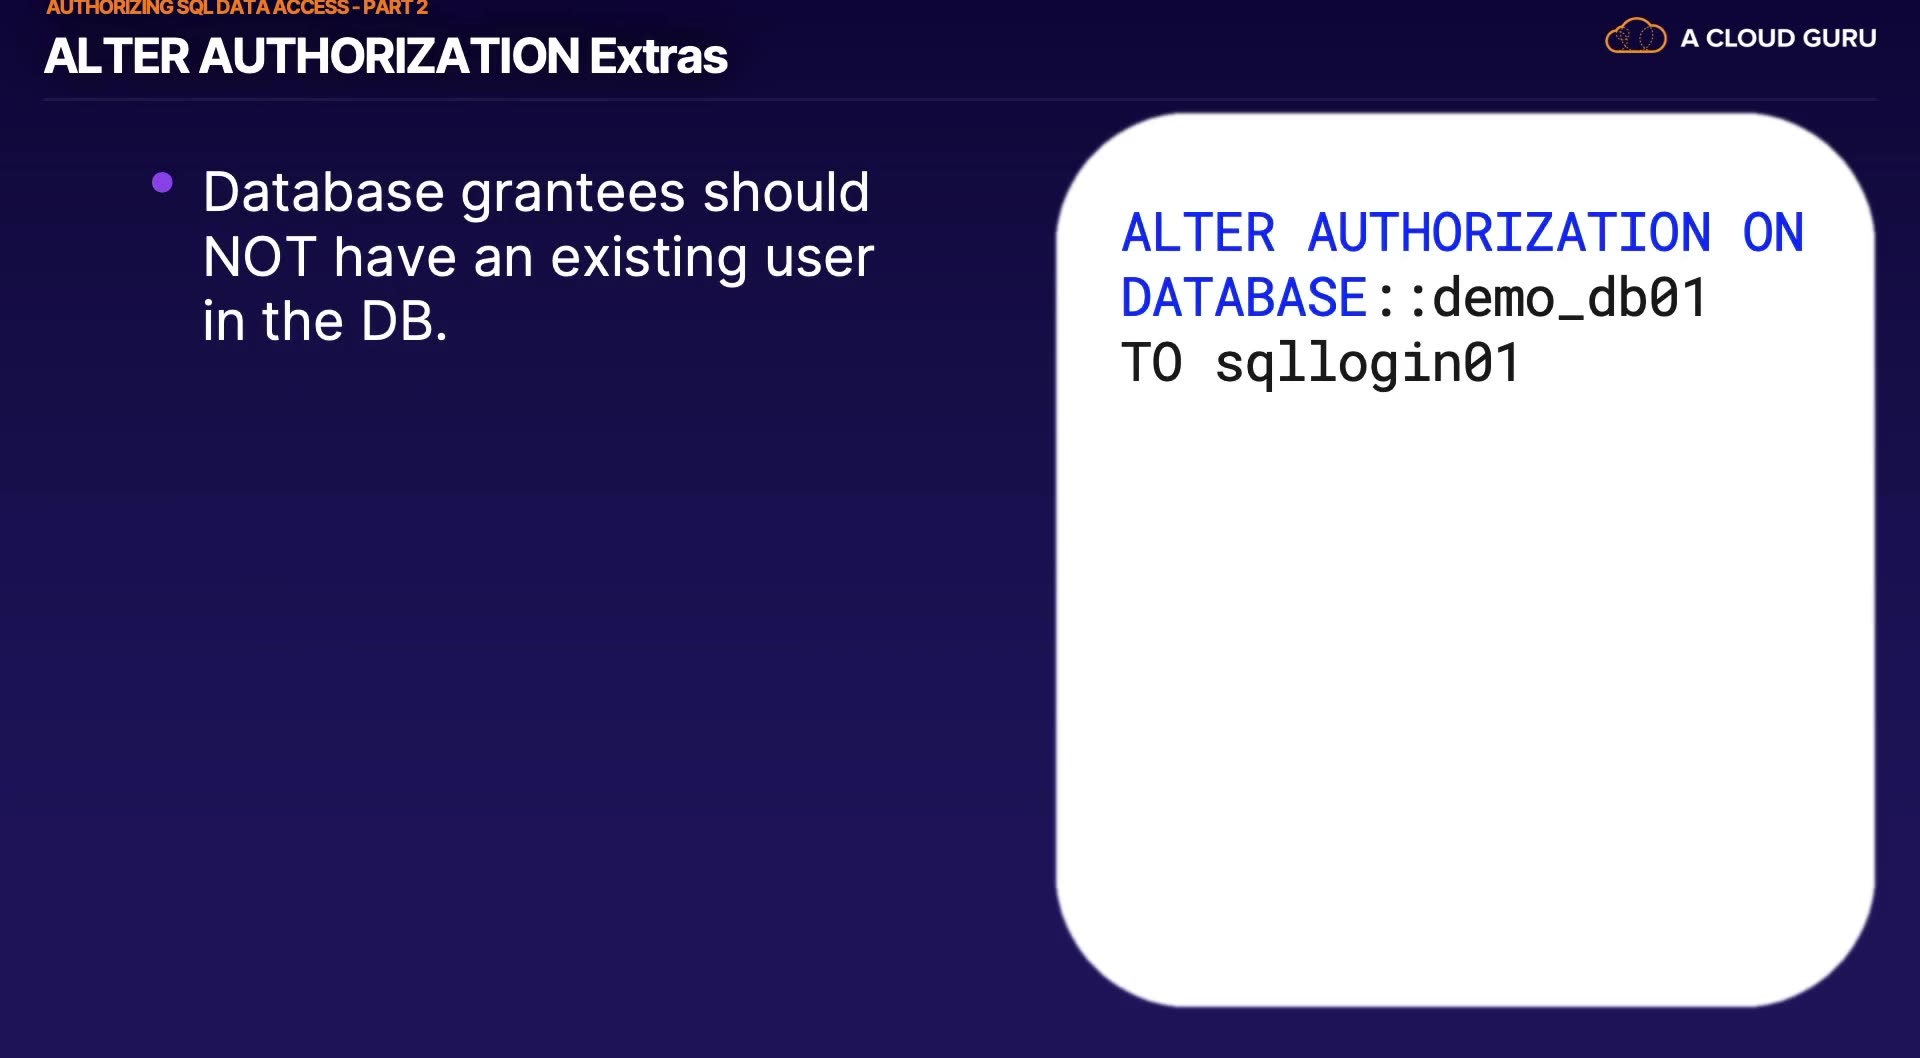 AUTHORIZING SQL DATA ACCESS - PART 2
ALTER AUTHORIZATION Extras
A CLOUD GURU
Database grantees should
NOT have an existing user
in the DB.
ALTER AUTHORIZATION ON
DATABASE::demo_db01
TO sqllogin01